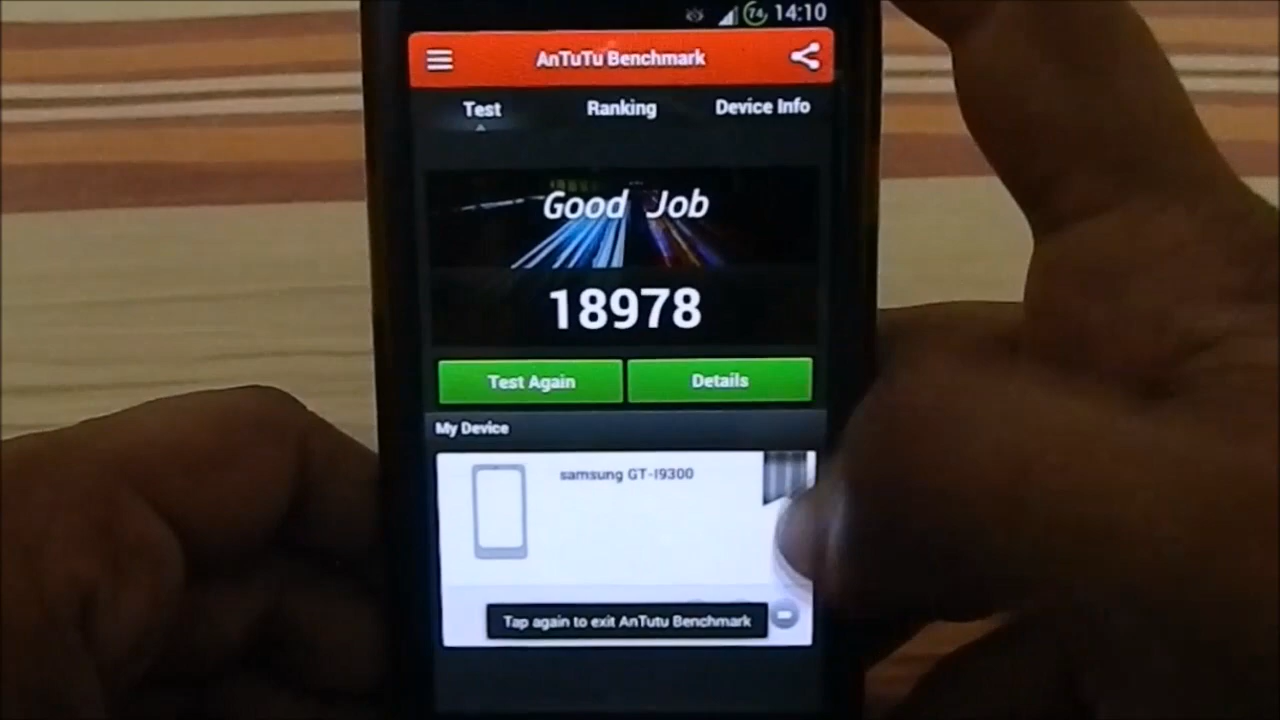 74 14:10
AnTuTu Benchmark
Test Ranking Device Info
Good Job
18978
Test Again Details
My Device
samsung GT-I9300
Tap again to exit AnTutu Benchmark